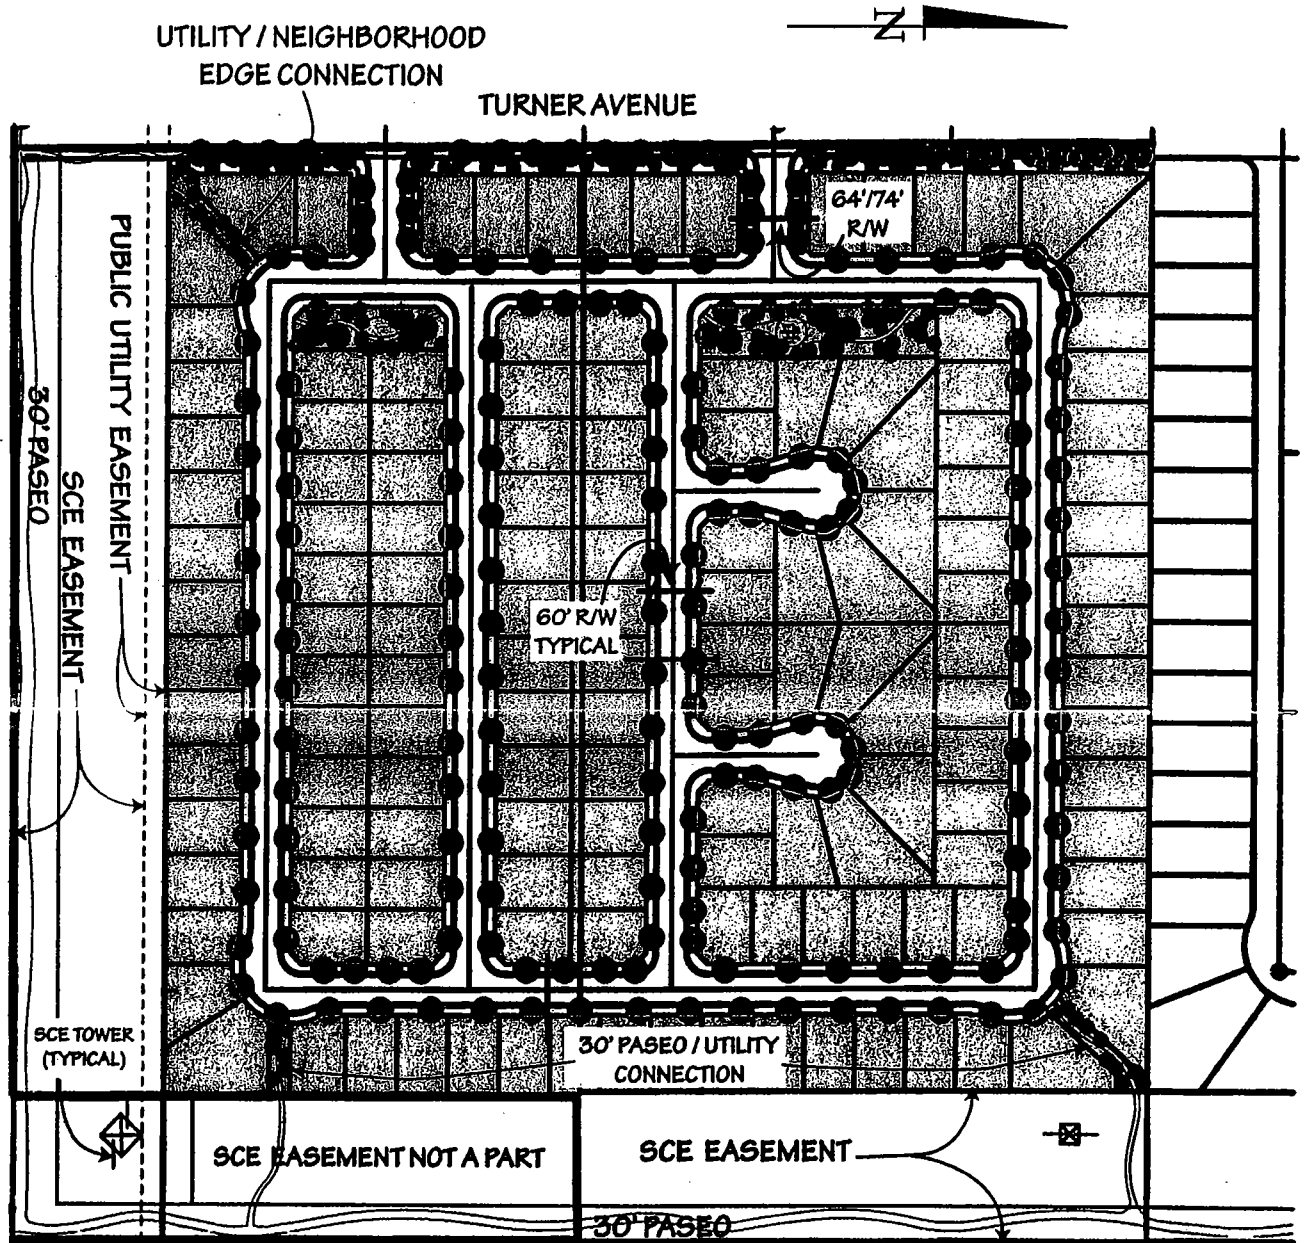 N
UTILITY / NEIGHBORHOOD
EDGE CONNECTION
TURNER AVENUE
64'/74'
R/W
PUBLIC UTILITY EASEMENT
30' PASEO
SCE EASEMENT
60' R/W
TYPICAL
SCE TOWER
(TYPICAL)
30' PASEO / UTILITY
CONNECTION
SCE EASEMENT NOT A PART
SCE EASEMENT
30' PASEO